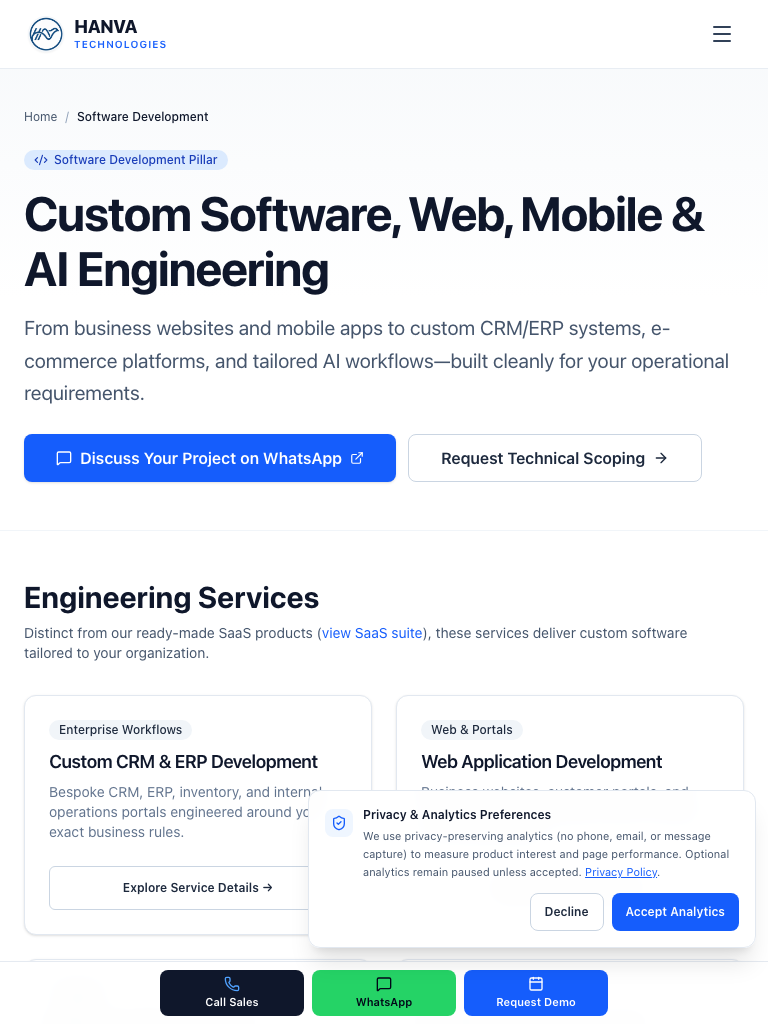 HANVA
TECHNOLOGIES
Home / Software Development
Software Development Pillar
Custom Software, Web, Mobile &
AI Engineering
From business websites and mobile apps to custom CRM/ERP systems, e-
commerce platforms, and tailored AI workflows—built cleanly for your operational
requirements.
Discuss Your Project on WhatsApp
Request Technical Scoping →
Engineering Services
Distinct from our ready-made SaaS products (view SaaS suite), these services deliver custom software
tailored to your organization.
Enterprise Workflows
Custom CRM & ERP Development
Bespoke CRM, ERP, inventory, and internal
operations portals engineered around
exact business rules.
Explore Service Details →
Web & Portals
Web Application Development
Business websites, customer portals, and
Privacy & Analytics Preferences
We use privacy-preserving analytics (no phone, email, or message
capture) to measure product interest and page performance. Optional
analytics remain paused unless accepted. Privacy Policy.
Decline
Accept Analytics
Call Sales
WhatsApp
Request Demo